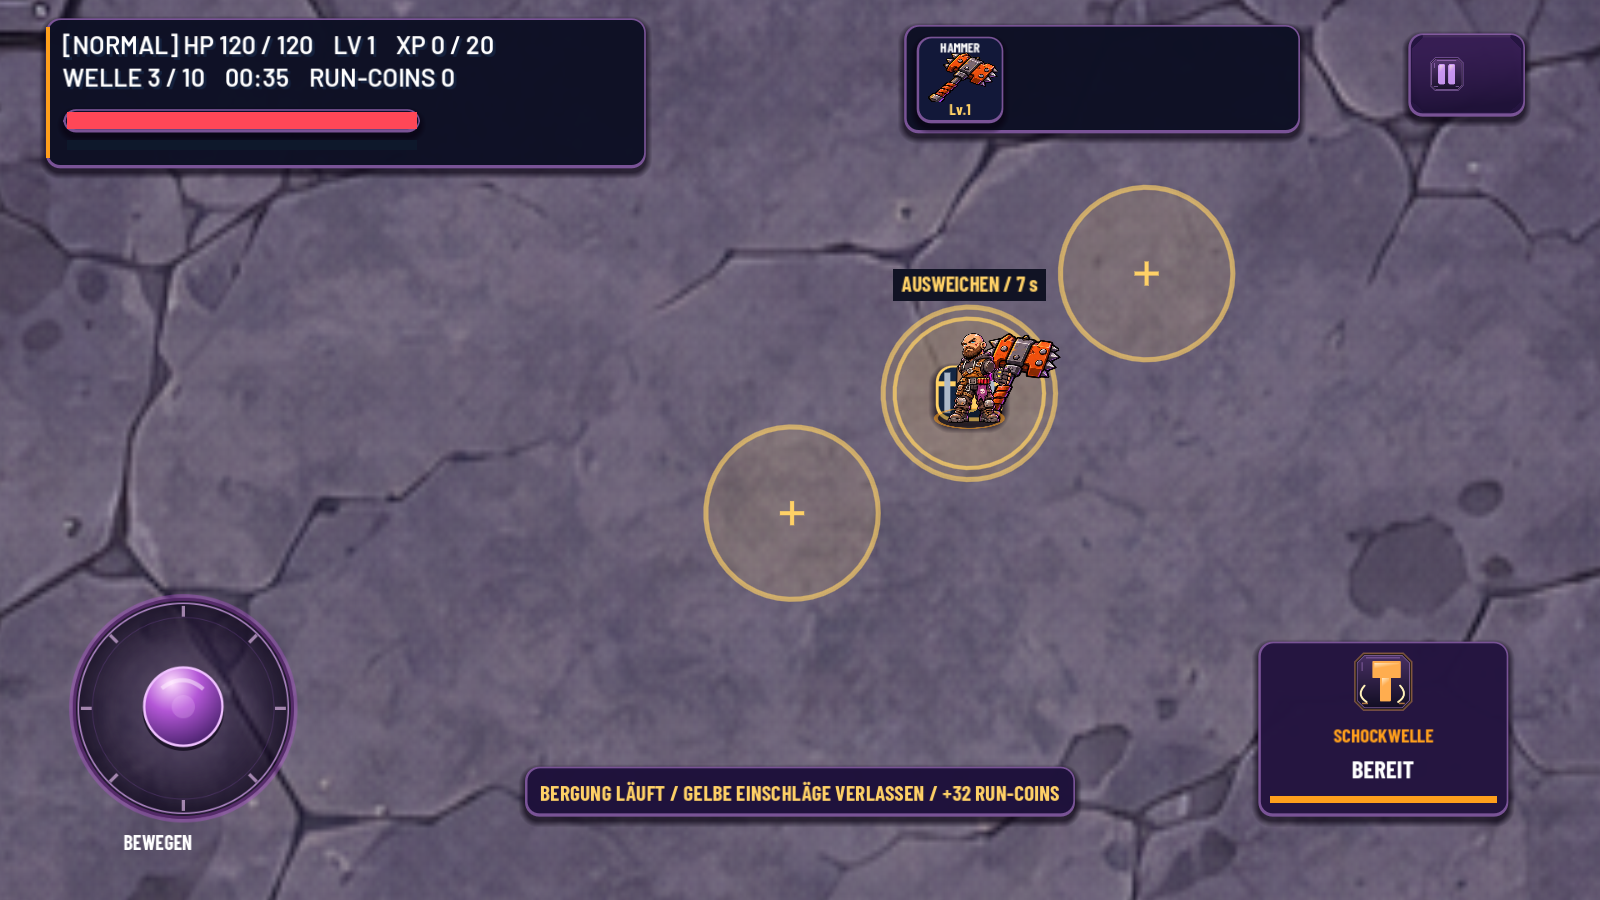 [NORMAL] HP 120 / 120 LV 1 XP 0 / 20
WELLE 3 / 10 00:35 RUN-COINS 0
HAMMER
Lv.1
AUSWEICHEN / 7 s
BERGUNG LÄUFT / GELBE EINSCHLÄGE VERLASSEN / +32 RUN-COINS
SCHOCKWELLE
BEREIT
BEWEGEN